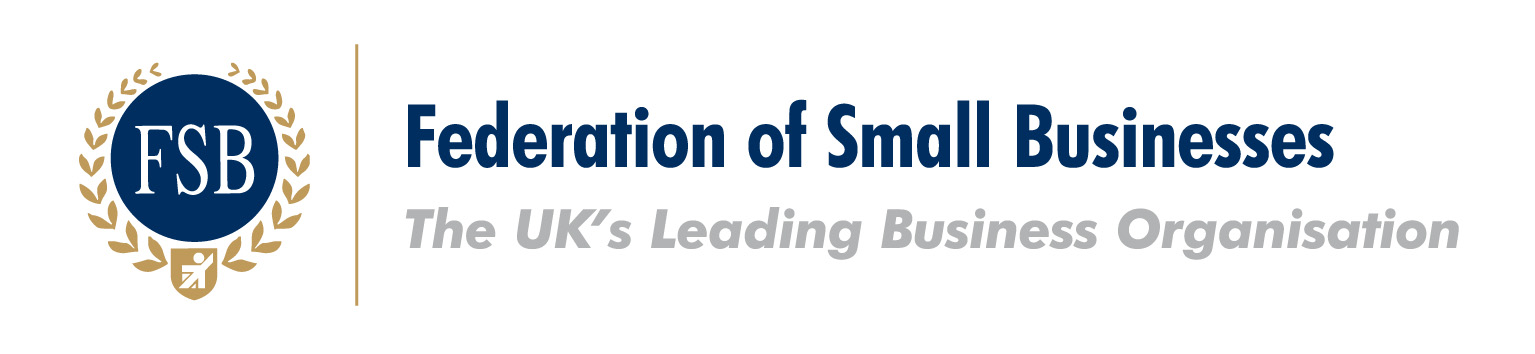 FSB
Federation of Small Businesses
The UK's Leading Business Organisation